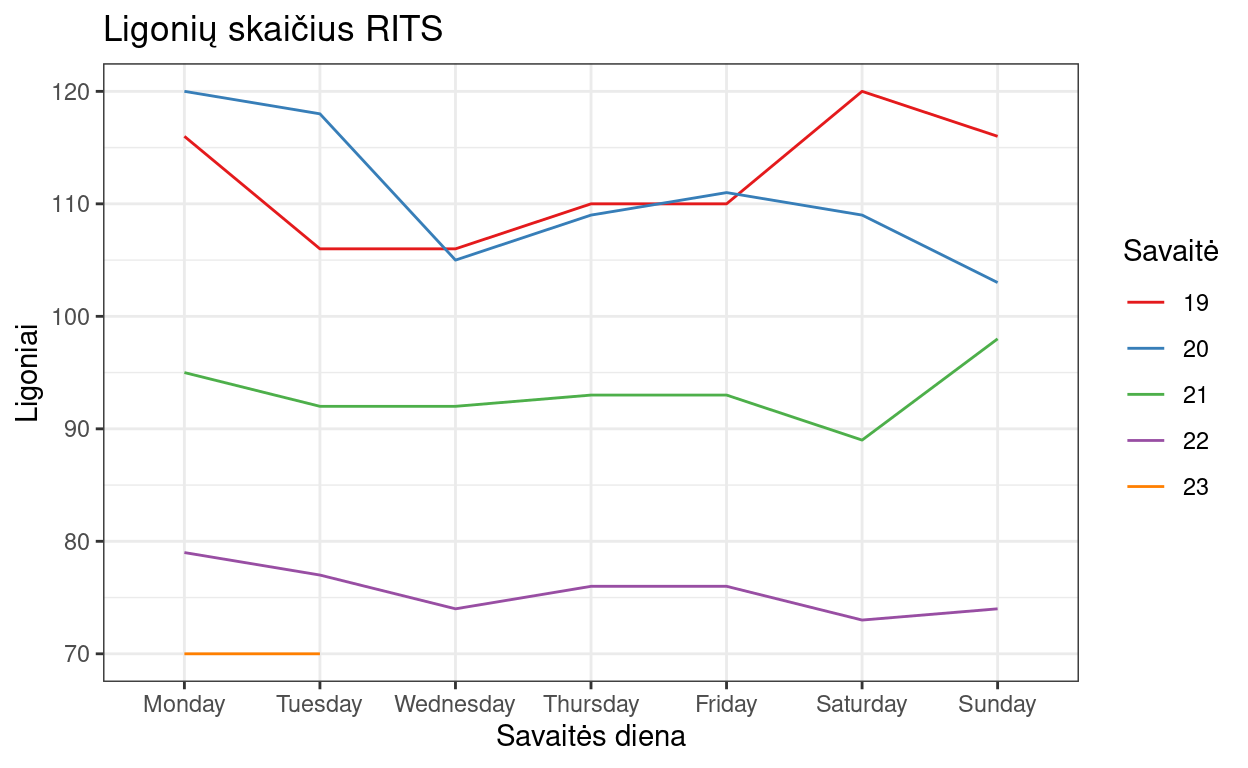 Ligonių skaičius RITS
120
110
100
90
80
70
Ligoniai
Monday Tuesday Wednesday Thursday Friday Saturday Sunday
Savaitės diena
Savaitė
19
20
21
22
23